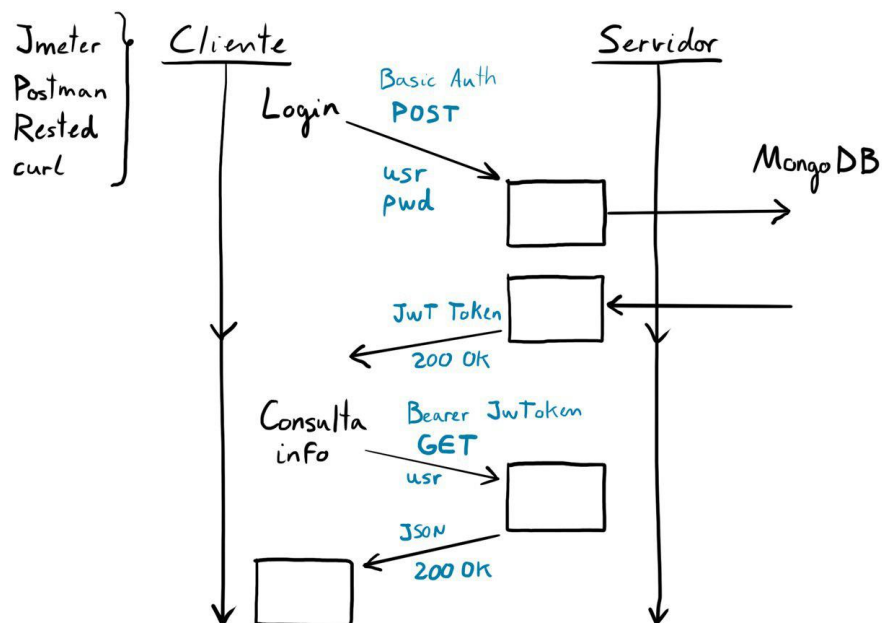 Jmeter
Postman
Rested
curl
Cliente
Servidor
Login
Basic Auth
POST
usr
pwd
MongoDB
JWT Token
200 OK
Consulta
info
Bearer JWToken
GET
usr
JSON
200 OK